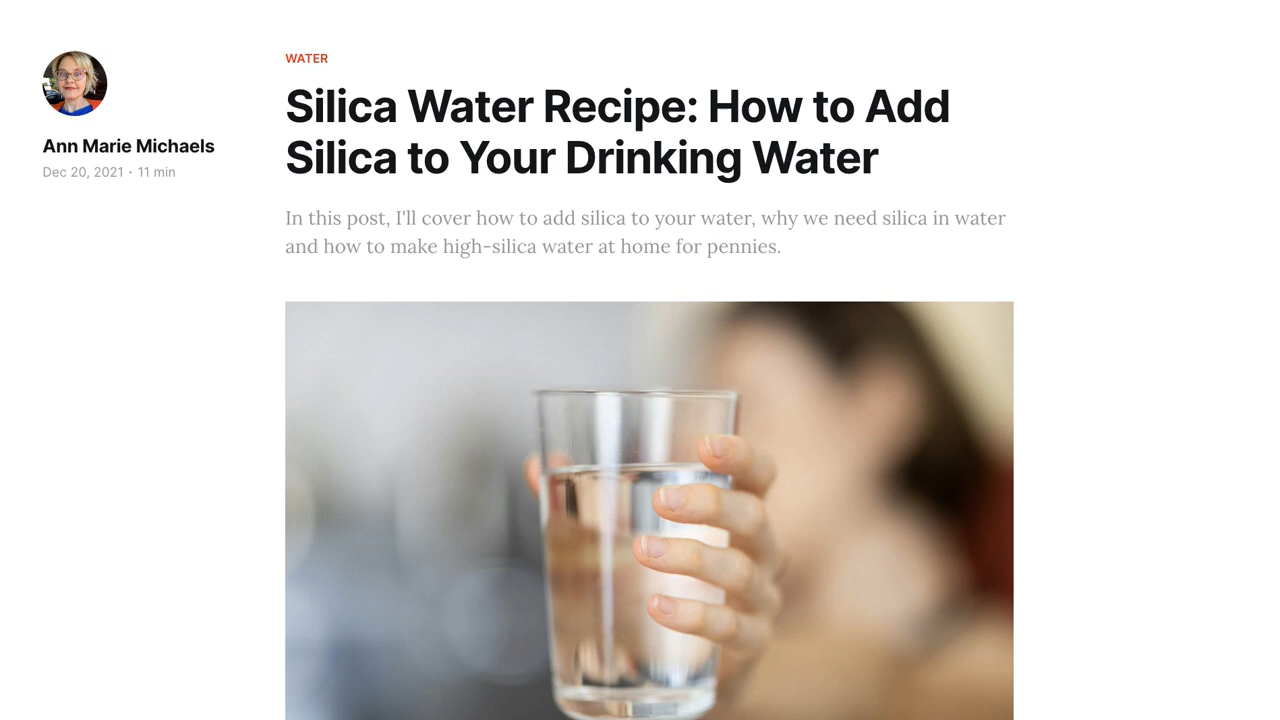 Ann Marie Michaels
Dec 20, 2021 · 11 min
WATER
Silica Water Recipe: How to Add
Silica to Your Drinking Water
In this post, I'll cover how to add silica to your water, why we need silica in water
and how to make high-silica water at home for pennies.